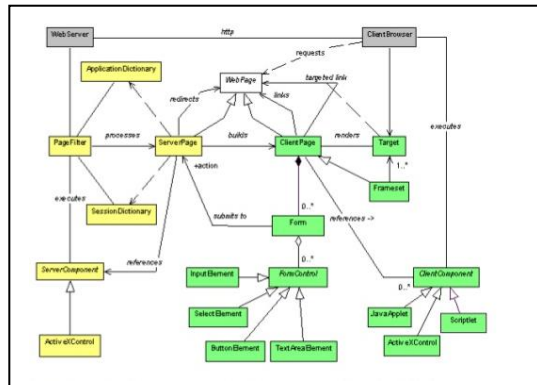 WebServer
http
ClientBrowser
requests
ApplicationDictionary
WebPage
targeted link
redirects
links
executes
PageFilter
processes
ServerPage
builds
ClientPage
renders
Target
+action
1..*
Frameset
executes
SessionDictionary
0..*
submits to
Form
references ->
references
0..*
0..*
ServerComponent
InputElement
FormControl
ClientComponent
SelectElement
JavaApplet
Scriptlet
ActiveXControl
ButtonElement
TextAreaElement
ActiveXControl